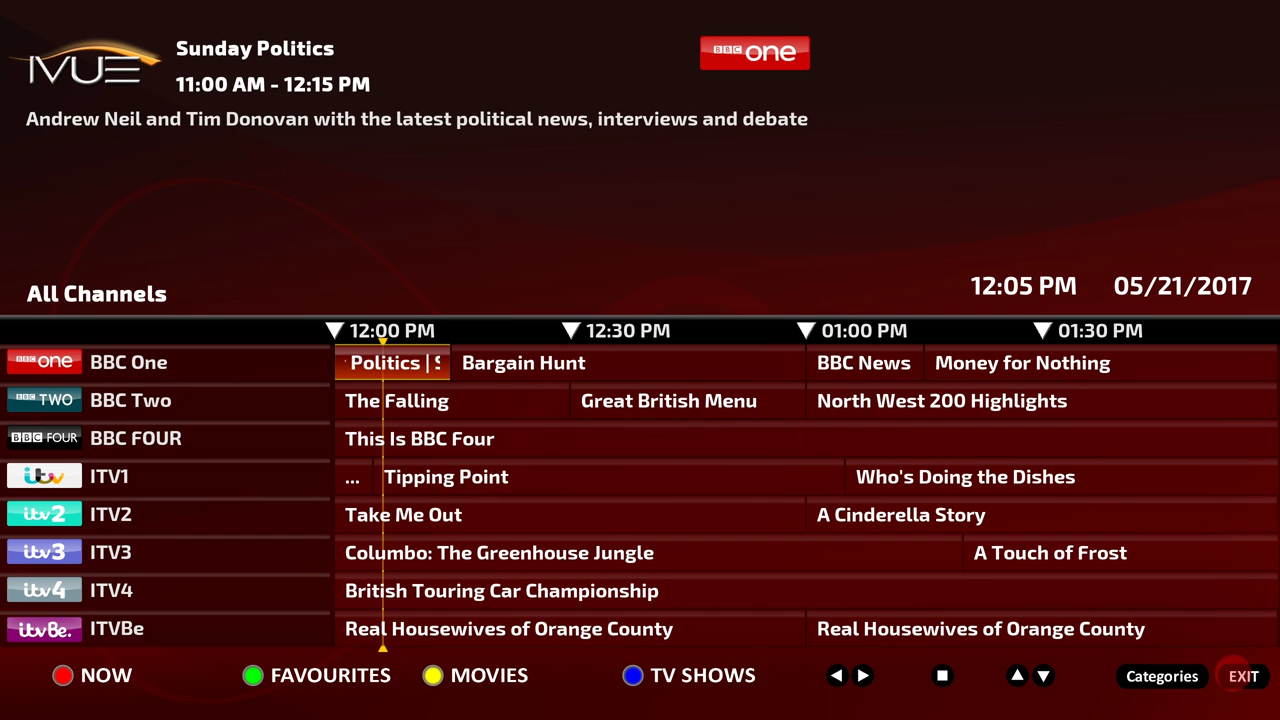 IVUE
Sunday Politics
BBC one
11:00 AM - 12:15 PM
Andrew Neil and Tim Donovan with the latest political news, interviews and debate
All Channels
12:05 PM 05/21/2017
12:00 PM 12:30 PM 01:00 PM 01:30 PM
BBC one BBC One Politics | S Bargain Hunt BBC News Money for Nothing
BBC TWO BBC Two The Falling Great British Menu North West 200 Highlights
BBC FOUR BBC FOUR This Is BBC Four
itv ITV1 ... Tipping Point Who's Doing the Dishes
itv2 ITV2 Take Me Out A Cinderella Story
itv3 ITV3 Columbo: The Greenhouse Jungle A Touch of Frost
itv4 ITV4 British Touring Car Championship
itvBe. ITVBe Real Housewives of Orange County Real Housewives of Orange County
NOW FAVOURITES MOVIES TV SHOWS Categories EXIT